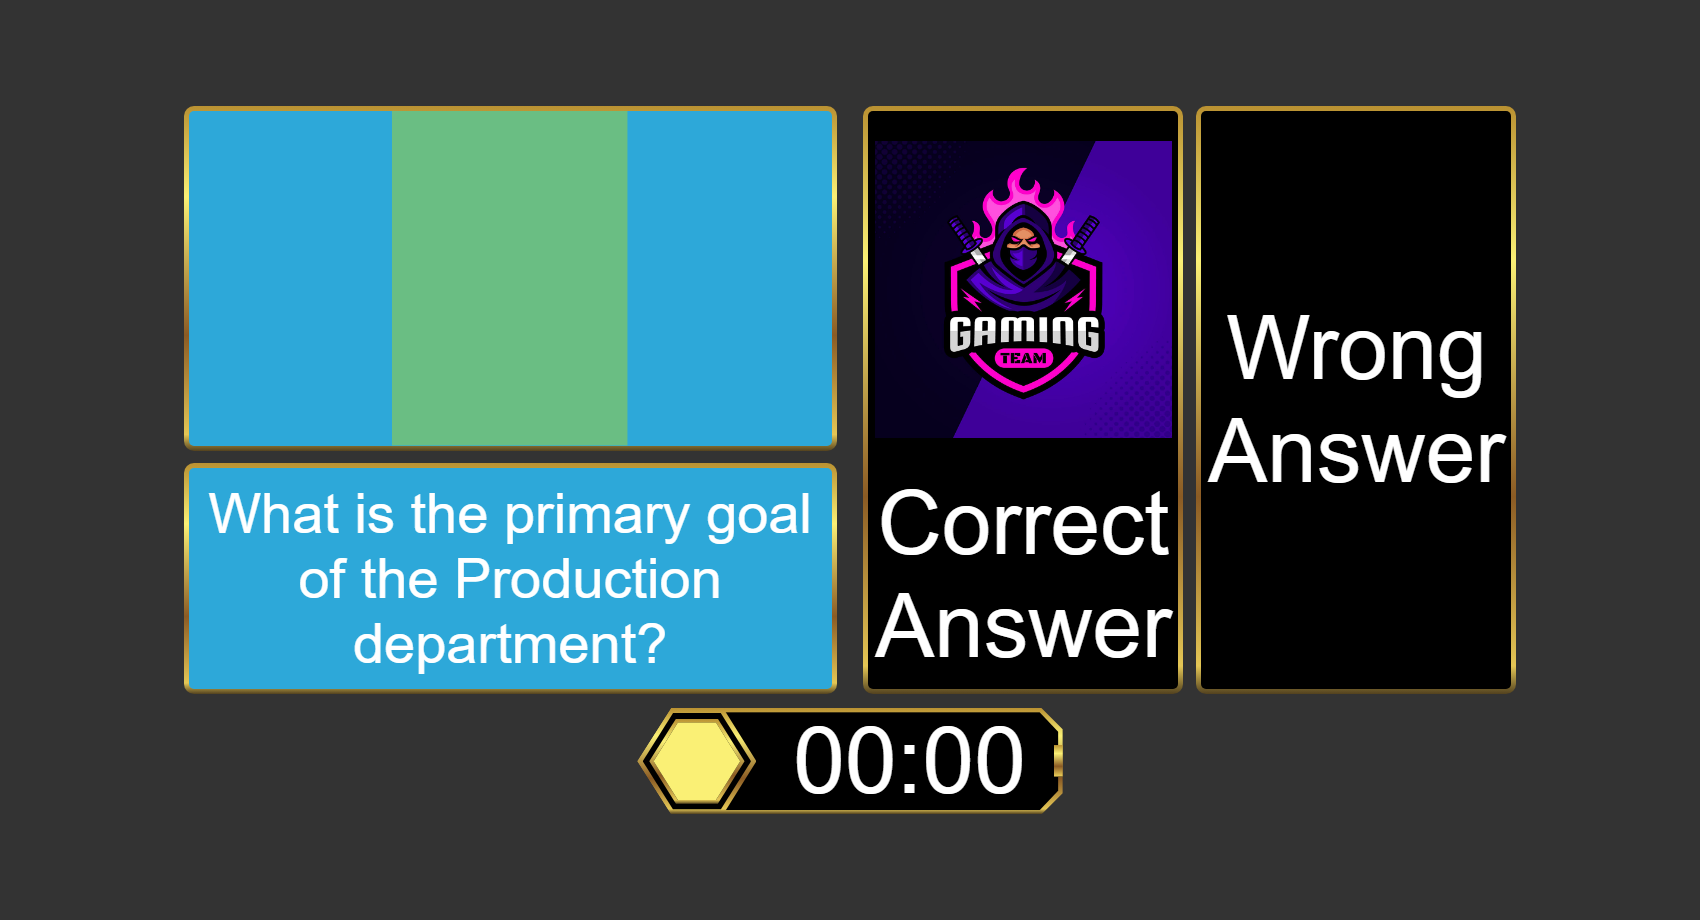 What is the primary goal
of the Production
department?
GAMING
TEAM
Correct
Answer
Wrong
Answer
00:00